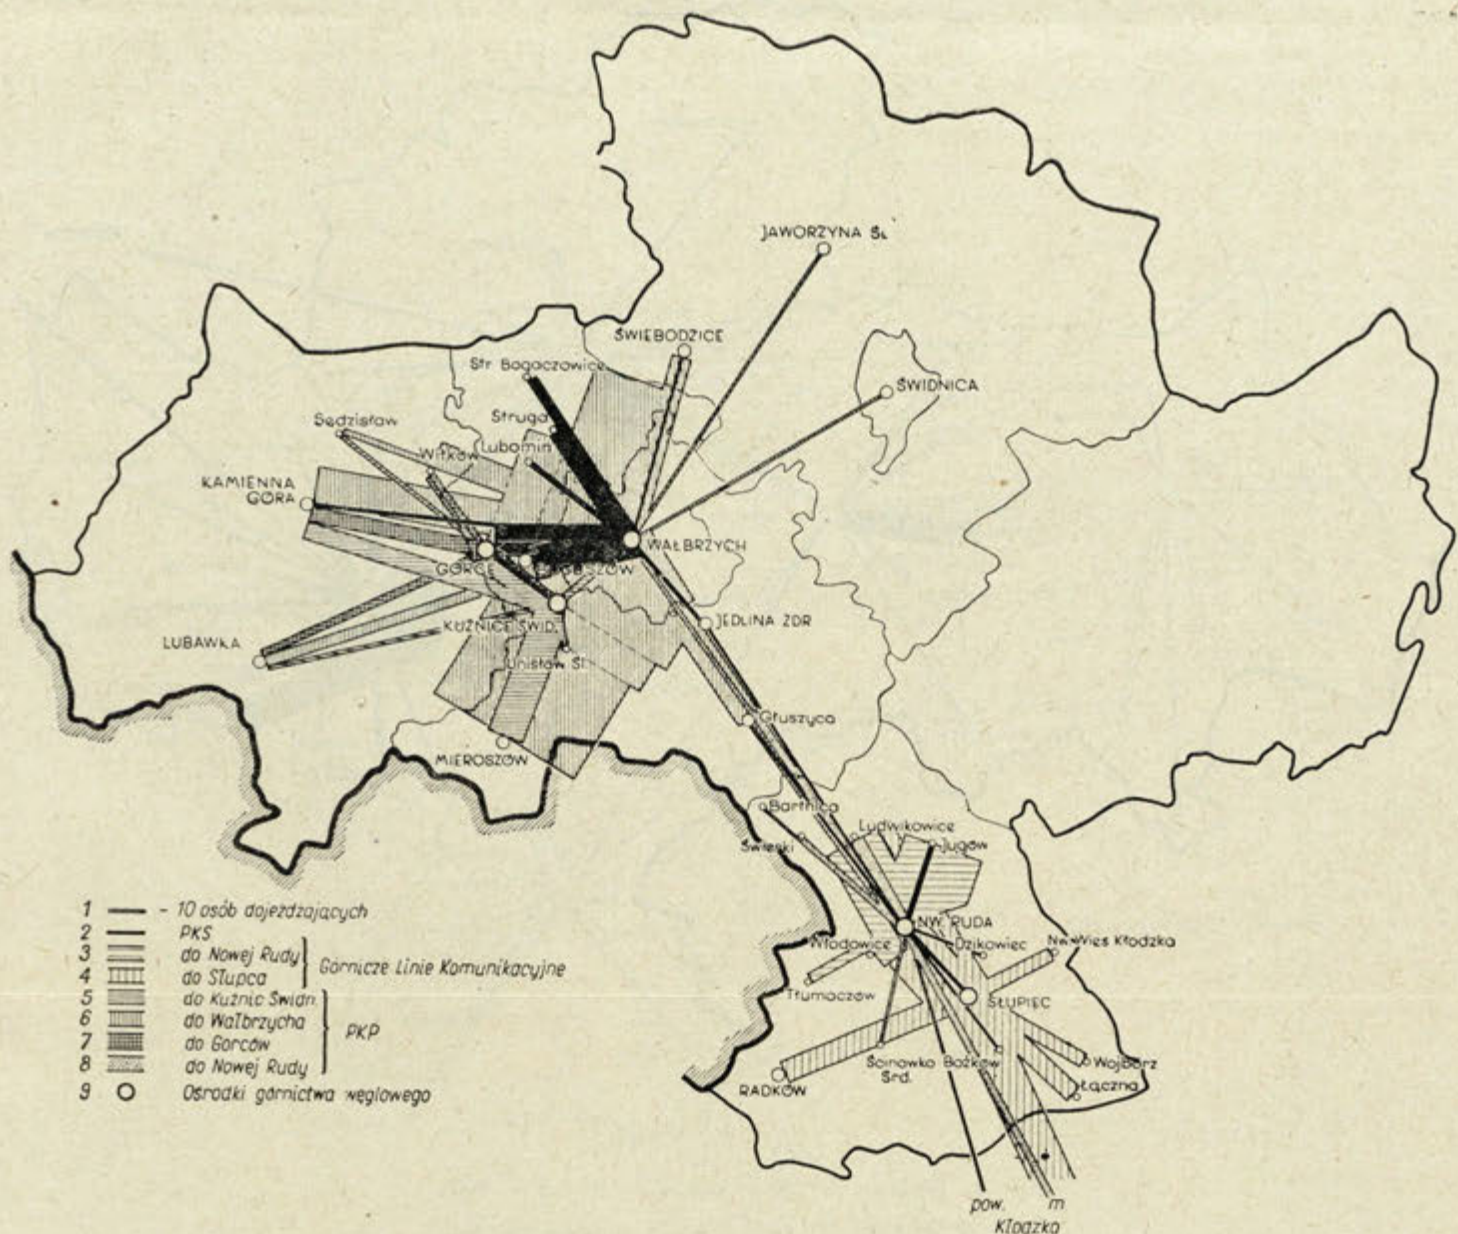 JAWORZYNA ŚL.
ŚWIEBODZICE
Str. Bogaczowice
ŚWIDNICA
Sędzisław
Struga
Witków
Lubomin
KAMIENNA
GÓRA
WAŁBRZYCH
GORCE
KUŹNICE ŚWID.
JEDLINA ZDR
LUBAWKA
Unisław Śl.
Głuszyca
MIEROSZÓW
Bartnica
Ludwikowice
Świerki
Jugów
NW. RUDA
Włodowice
Dzikowiec
Nw. Wieś Kłodzka
Tłumaczów
SŁUPIEC
Ścinawka
Śrd.
Bożków
Wojbórz
RADKÓW
Łączna
pow. m
Kłodzko
1 - 10 osób dojeżdżających
2 PKS
3 do Nowej Rudy
4 do Słupca
Górnicze Linie Komunikacyjne
5 do Kuźnic Świdn.
6 do Wałbrzycha
7 do Gorców
8 do Nowej Rudy
PKP
9 Ośrodki górnictwa węglowego